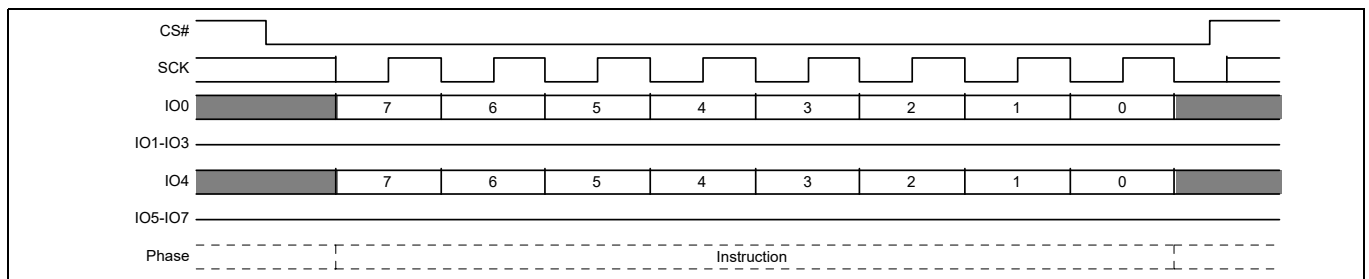 CS#
SCK
IO0 7 6 5 4 3 2 1 0
IO1-IO3
IO4 7 6 5 4 3 2 1 0
IO5-IO7
Phase Instruction